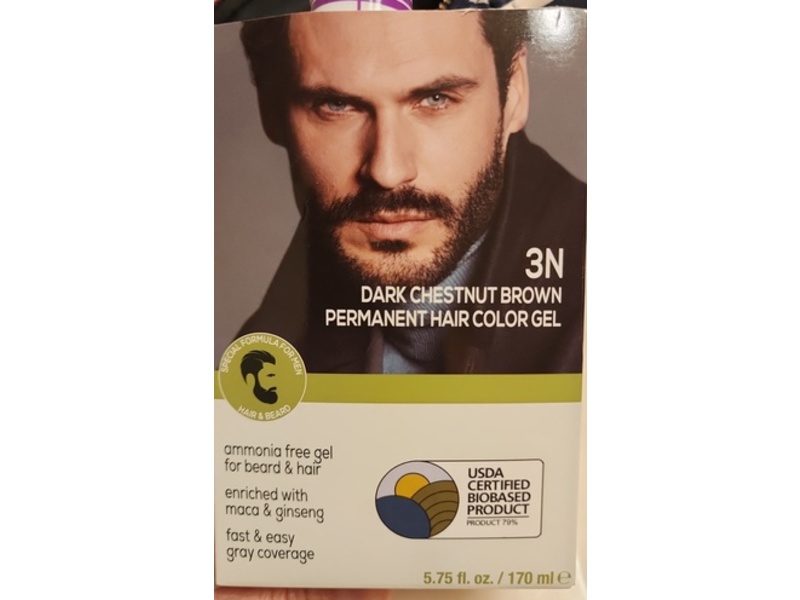 3N
DARK CHESTNUT BROWN
PERMANENT HAIR COLOR GEL
SPECIAL FORMULA FOR MEN
HAIR & BEARD
ammonia free gel
for beard & hair
enriched with
maca & ginseng
fast & easy
gray coverage
USDA
CERTIFIED
BIOBASED
PRODUCT
PRODUCT 79%
5.75 fl. oz. / 170 ml ℮